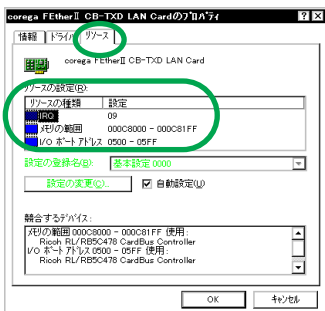 corega FEtherⅡ CB-TXD LAN Cardのﾌﾟﾛﾊﾟﾃｨ
情報 ﾄﾞﾗｲﾊﾞ ﾘｿｰｽ
corega FEtherⅡ CB-TXD LAN Card
ﾘｿｰｽの設定(R):
ﾘｿｰｽの種類 設定
IRQ 09
ﾒﾓﾘの範囲 000C8000 - 000C81FF
I/O ﾎﾟｰﾄ ｱﾄﾞﾚｽ 0500 - 05FF
設定の登録名(B): 基本設定 0000
設定の変更(C)... 自動設定(U)
競合するﾃﾞﾊﾞｲｽ:
ﾒﾓﾘの範囲 000C8000 - 000C81FF 使用:
Ricoh RL/RB5C478 CardBus Controller
I/O ﾎﾟｰﾄ ｱﾄﾞﾚｽ 0500 - 05FF 使用:
Ricoh RL/RB5C478 CardBus Controller
OK ｷｬﾝｾﾙ